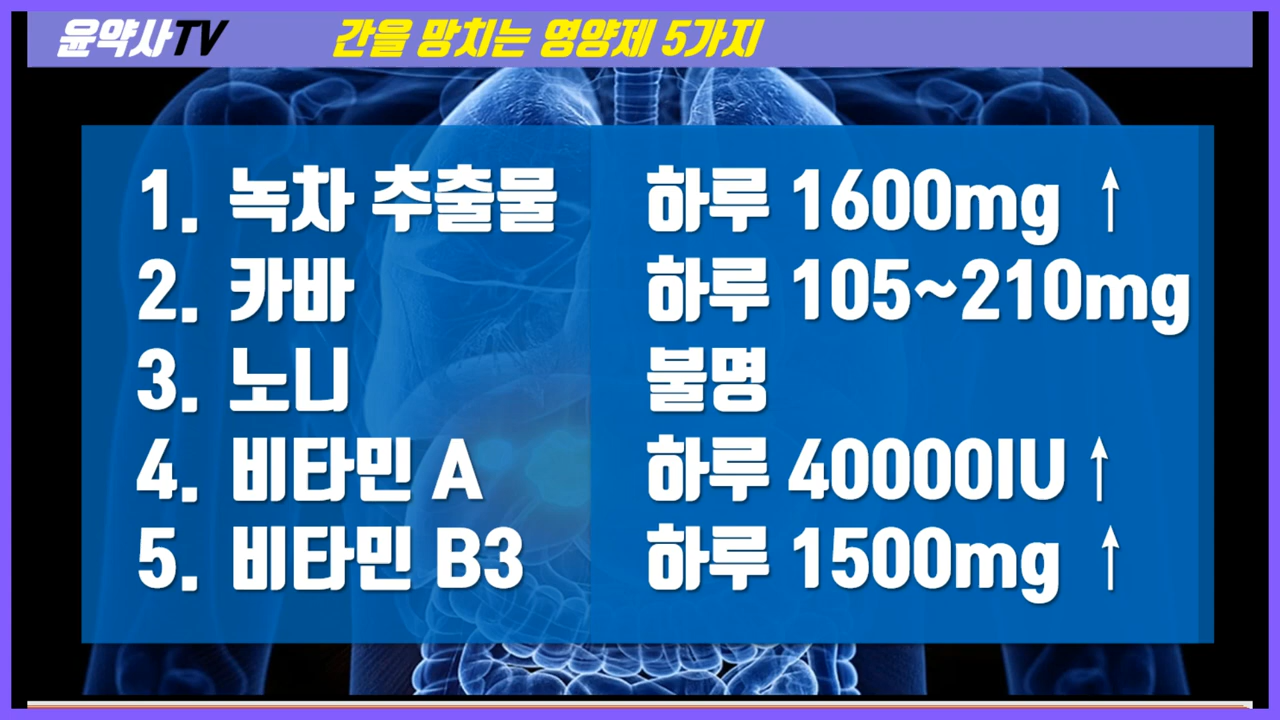 윤약사TV 간을 망치는 영양제 5가지
1. 녹차 추출물 하루 1600mg ↑
2. 카바 하루 105~210mg
3. 노니 불명
4. 비타민 A 하루 40000IU ↑
5. 비타민 B3 하루 1500mg ↑